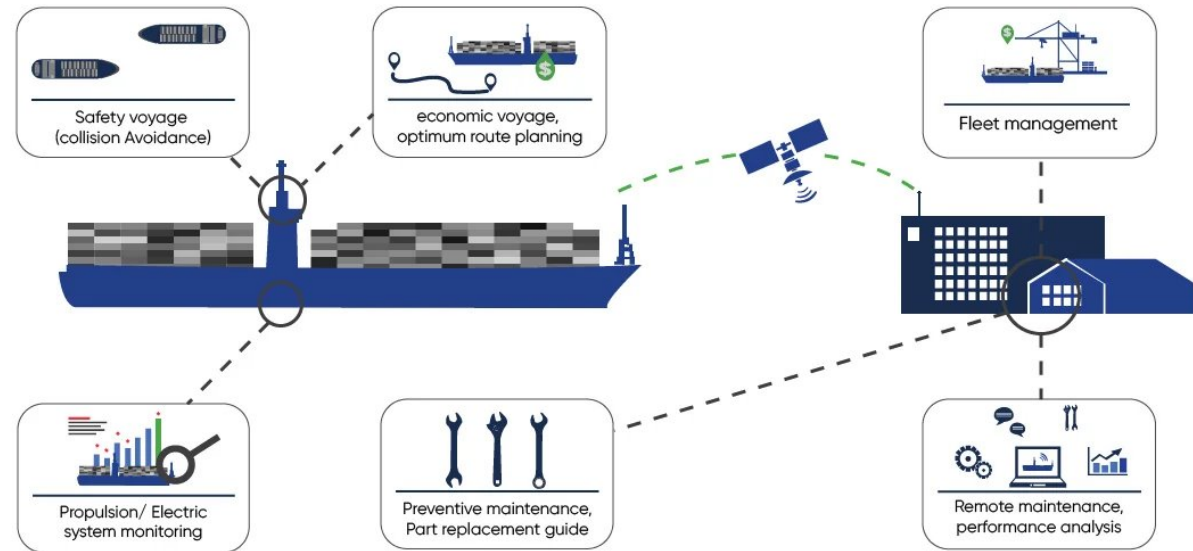 Safety voyage
(collision Avoidance)
economic voyage,
optimum route planning
Fleet management
Propulsion/ Electric
system monitoring
Preventive maintenance,
Part replacement guide
Remote maintenance,
performance analysis
$
$